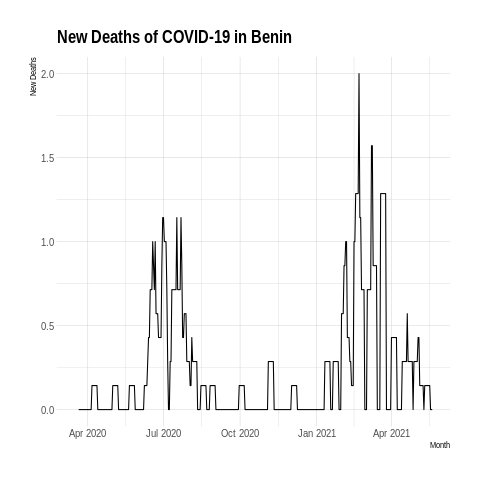 New Deaths of COVID-19 in Benin
New Deaths
2.0
1.5
1.0
0.5
0.0
Apr 2020 Jul 2020 Oct 2020 Jan 2021 Apr 2021
Month